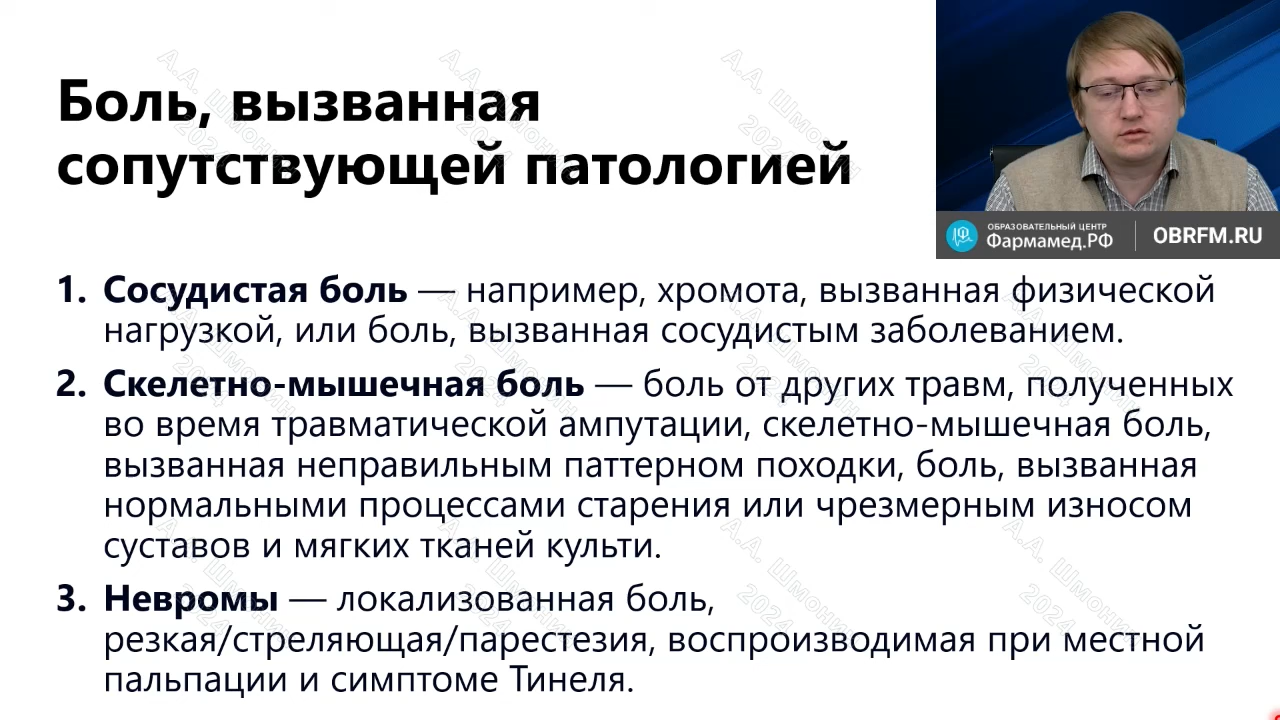 Боль, вызванная
сопутствующей патологией
ОБРАЗОВАТЕЛЬНЫЙ ЦЕНТР
Фармамед.РФ
OBRFM.RU
1. Сосудистая боль — например, хромота, вызванная физической
нагрузкой, или боль, вызванная сосудистым заболеванием.
2. Скелетно-мышечная боль — боль от других травм, полученных
во время травматической ампутации, скелетно-мышечная боль,
вызванная неправильным паттерном походки, боль, вызванная
нормальными процессами старения или чрезмерным износом
суставов и мягких тканей культи.
3. Невромы — локализованная боль,
резкая/стреляющая/парестезия, воспроизводимая при местной
пальпации и симптоме Тинеля.